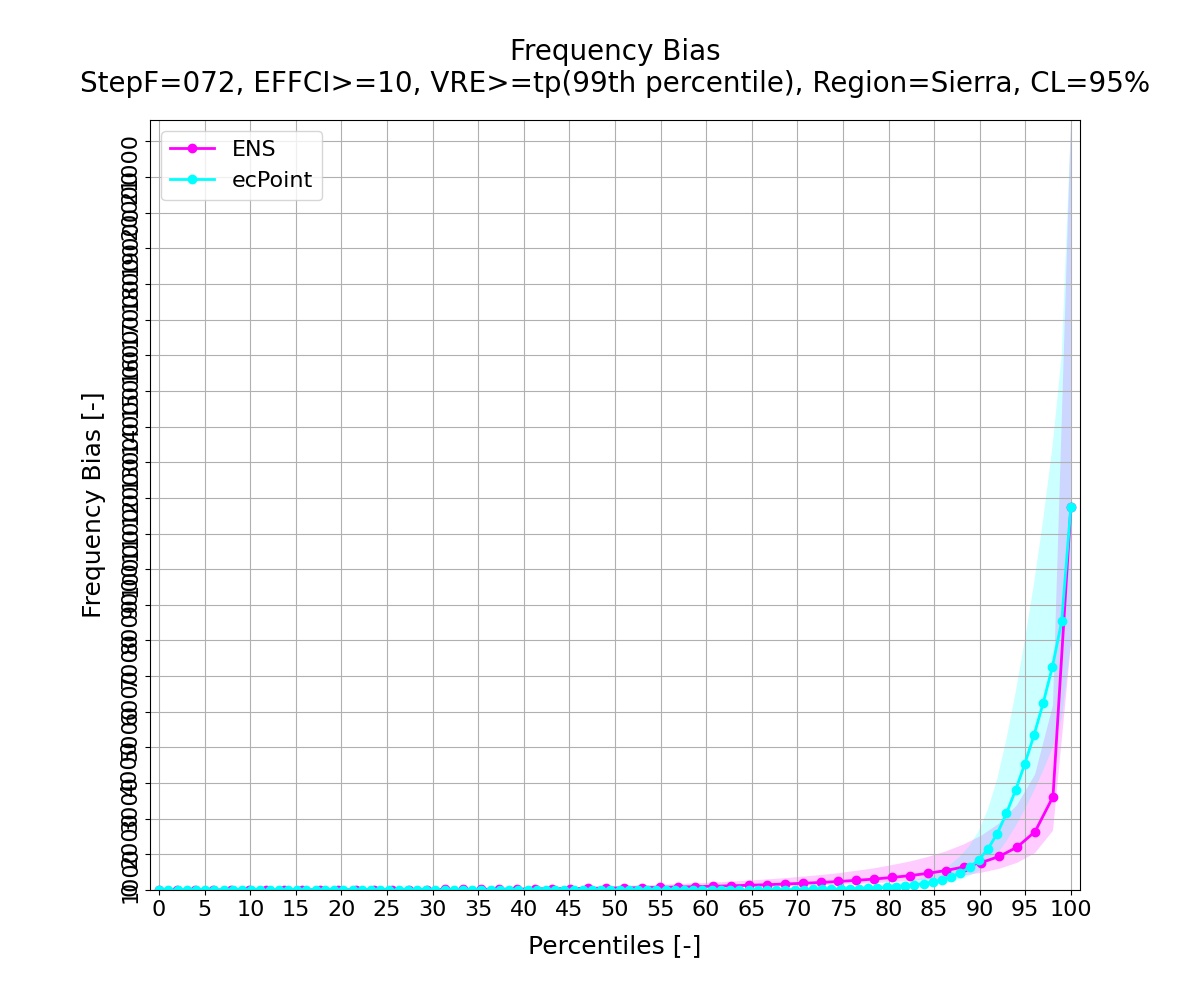 Frequency Bias
StepF=072, EFFCI>=10, VRE>=tp(99th percentile), Region=Sierra, CL=95%
ENS
ecPoint
Frequency Bias [-]
0 5 10 15 20 25 30 35 40 45 50 55 60 65 70 75 80 85 90 95 100
Percentiles [-]